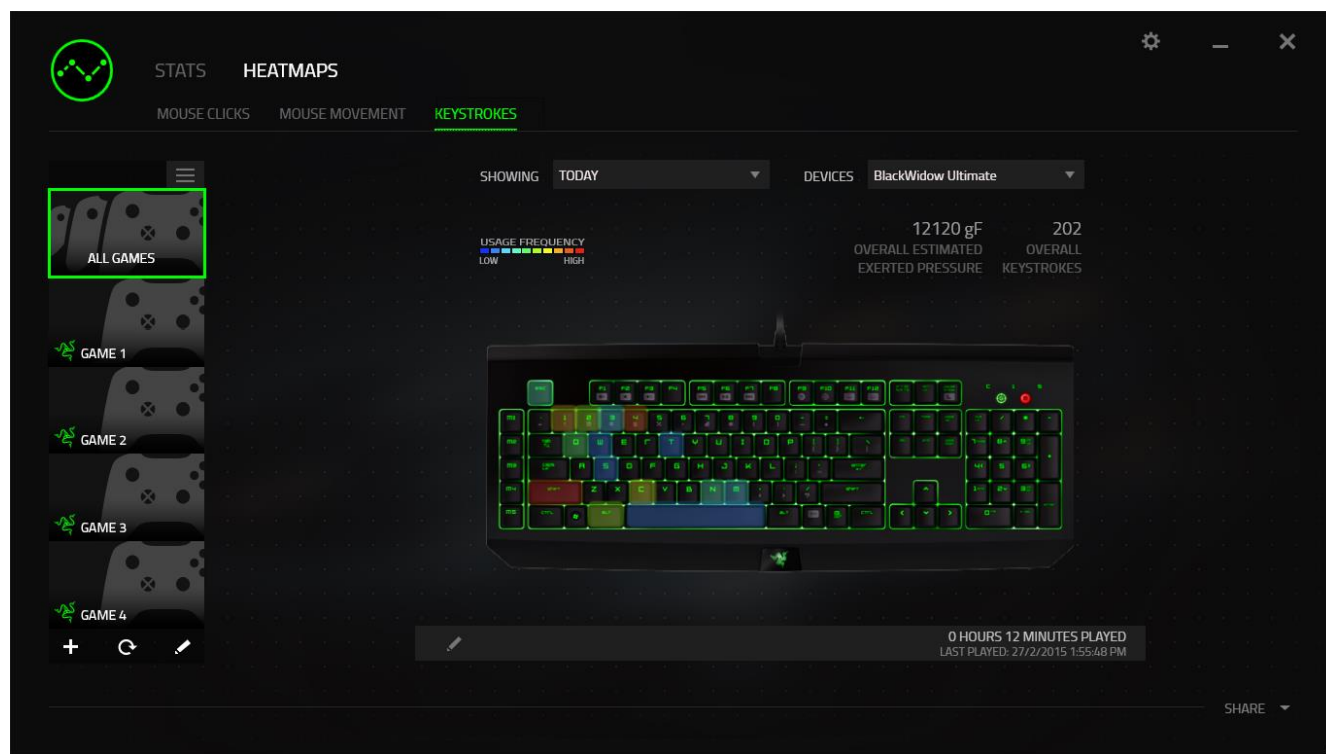 STATS HEATMAPS
MOUSE CLICKS MOUSE MOVEMENT KEYSTROKES
SHOWING TODAY DEVICES BlackWidow Ultimate
12120 gF 202
USAGE FREQUENCY
LOW HIGH
OVERALL ESTIMATED OVERALL
EXERTED PRESSURE KEYSTROKES
ALL GAMES
GAME 1
GAME 2
GAME 3
GAME 4
0 HOURS 12 MINUTES PLAYED
LAST PLAYED: 27/2/2015 1:55:48 PM
SHARE